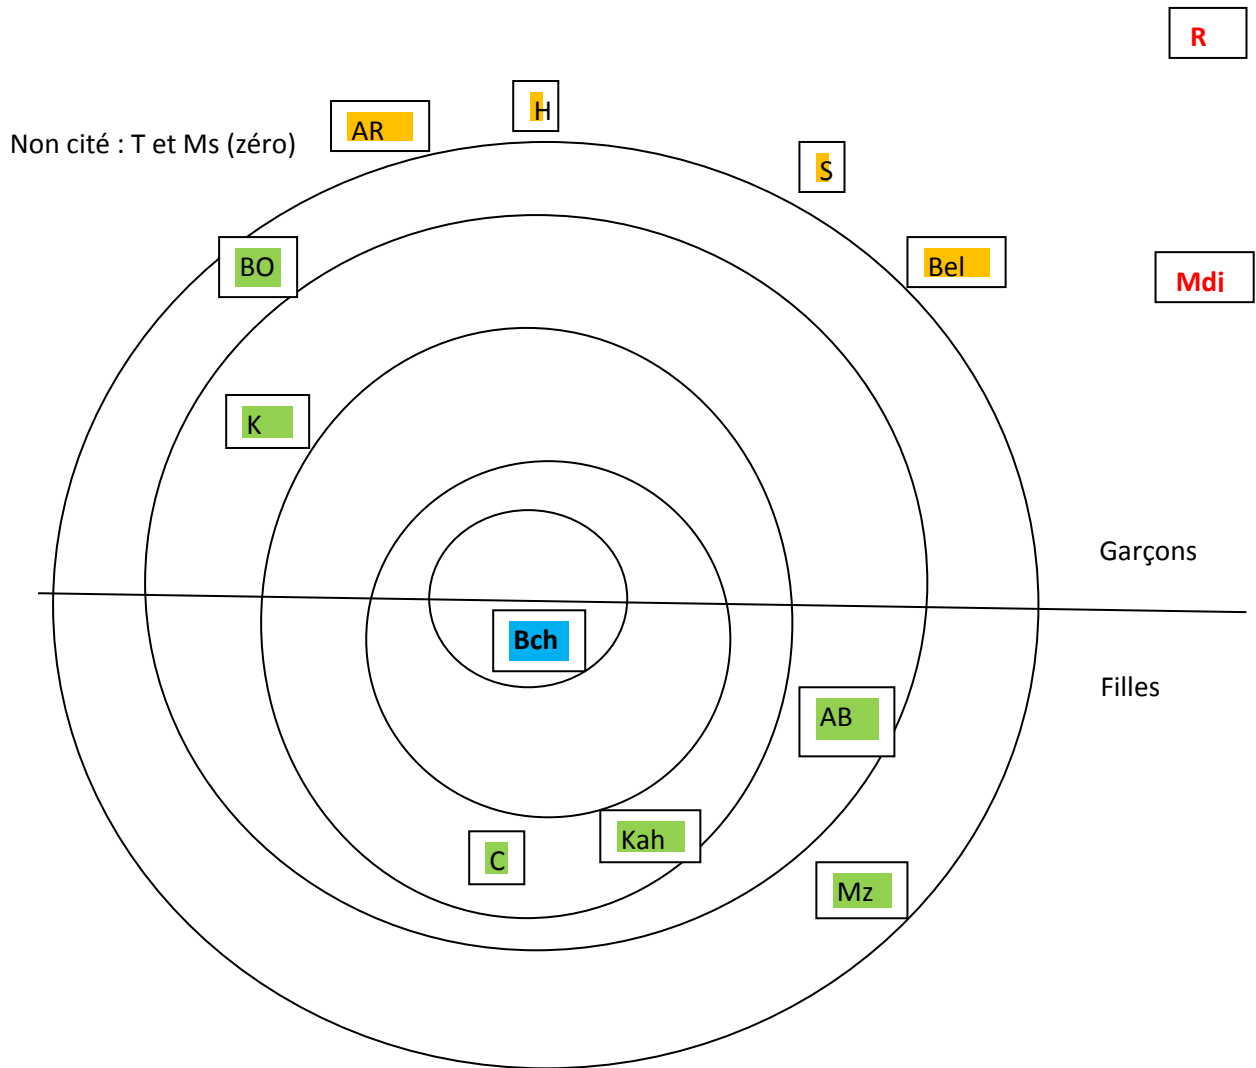 R
H
AR
Non cité : T et Ms (zéro)
S
BO
Bel
Mdi
K
Garçons
Bch
Filles
AB
Kah
C
Mz